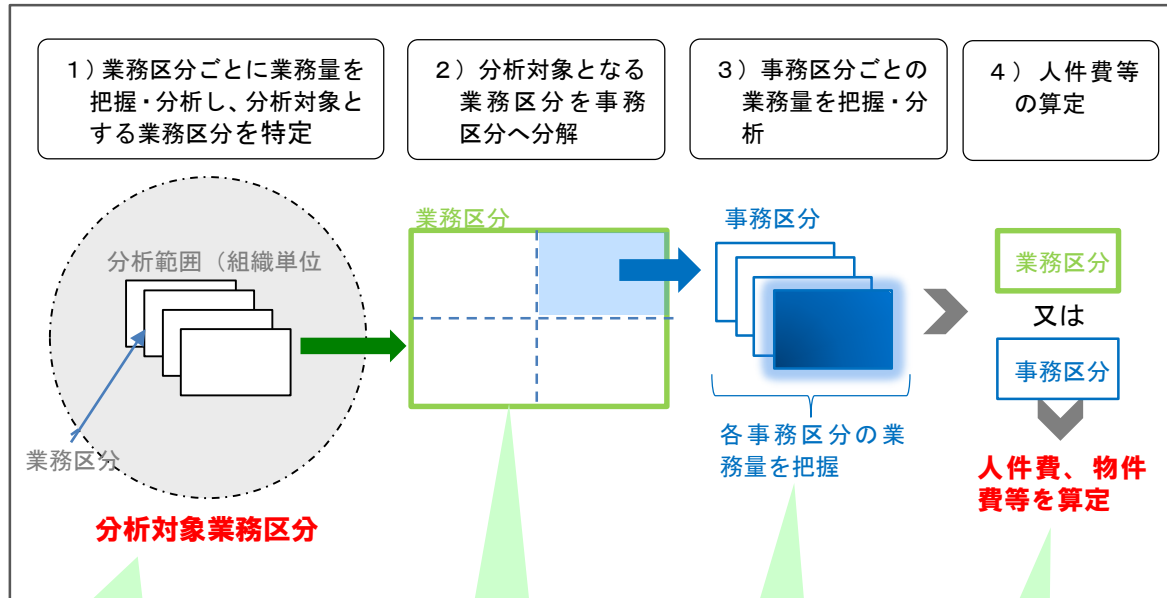 1)業務区分ごとに業務量を
把握・分析し、分析対象と
する業務区分を特定
2)分析対象となる
業務区分を事務
区分へ分解
3)事務区分ごとの
業務量を把握・分
析
4)人件費等
の算定
分析範囲(組織単位
業務区分
分析対象業務区分
業務区分
事務区分
各事務区分の業
務量を把握
業務区分
又は
事務区分
人件費、物件
費等を算定